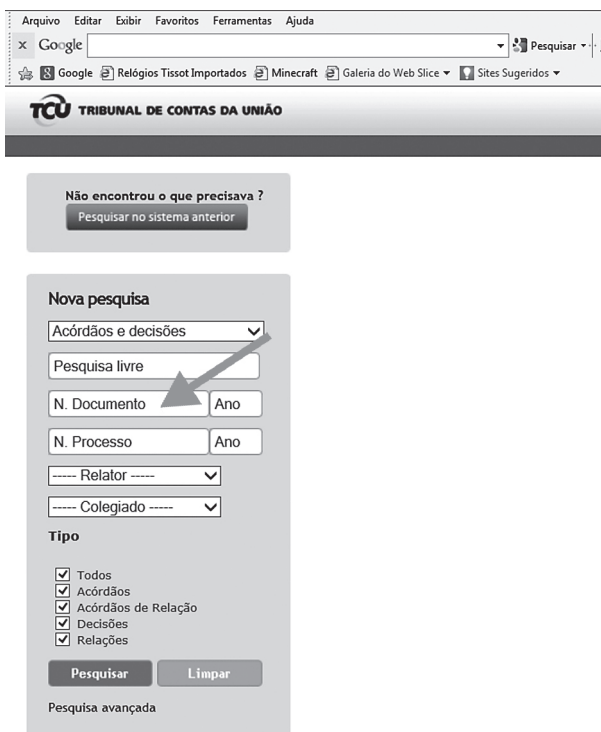 Arquivo Editar Exibir Favoritos Ferramentas Ajuda
x Google Pesquisar
Google Relógios Tissot Importados Minecraft Galeria do Web Slice Sites Sugeridos
TCU TRIBUNAL DE CONTAS DA UNIÃO
Não encontrou o que precisava ?
Pesquisar no sistema anterior
Nova pesquisa
Acórdãos e decisões
Pesquisa livre
N. Documento Ano
N. Processo Ano
----- Relator -----
----- Colegiado -----
Tipo
Todos
Acórdãos
Acórdãos de Relação
Decisões
Relações
Pesquisar Limpar
Pesquisa avançada